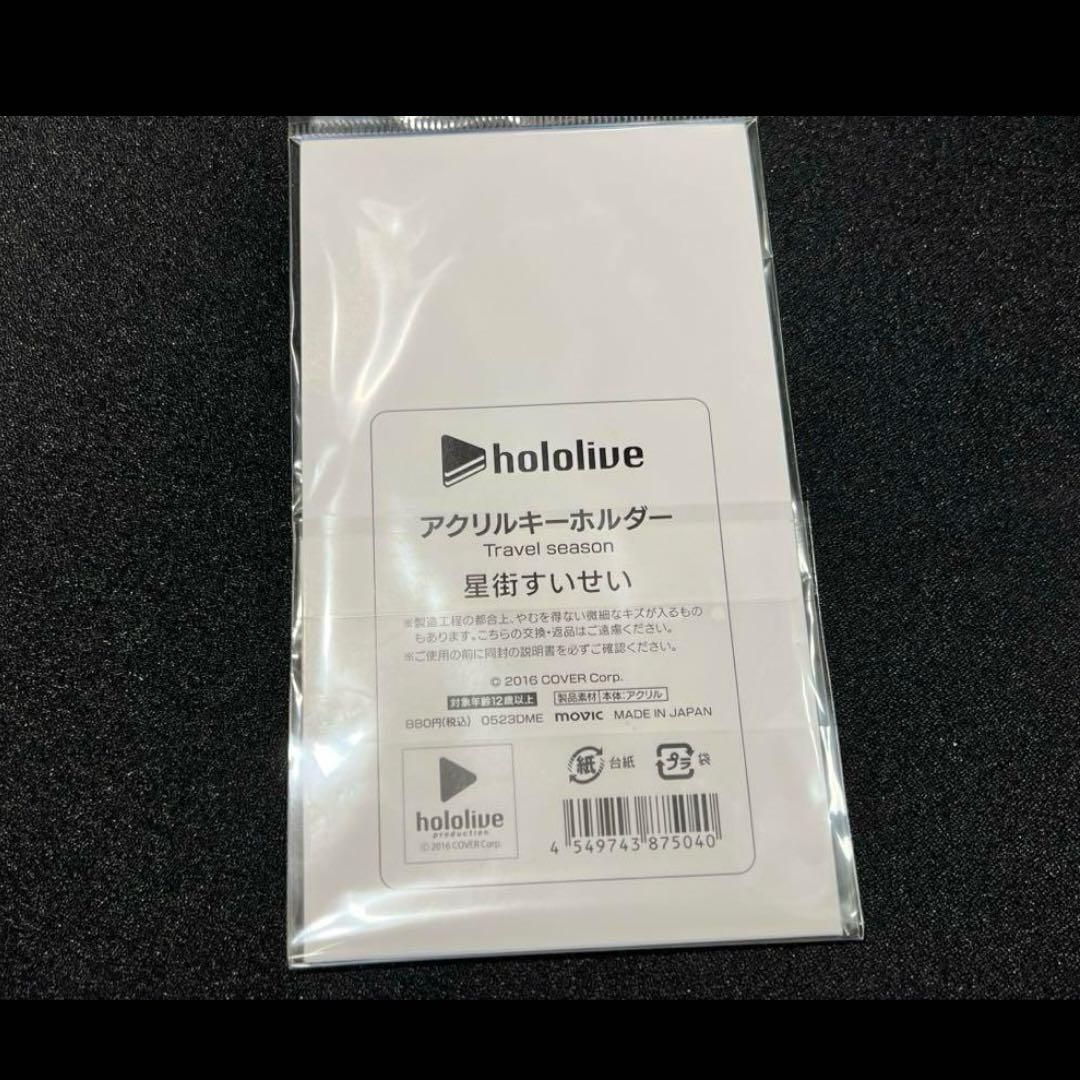 hololive
アクリルキーホルダー
Travel season
星街すいせい
※製造工程の都合上、やむを得ない微細なキズが入るもの
もあります。こちらの交換・返品はご遠慮ください。
※ご使用の前に同封の説明書を必ずご確認ください。
© 2016 COVER Corp.
対象年齢12歳以上 製品素材 本体:アクリル
880円(税込) 0523DME movic MADE IN JAPAN
紙 台紙 プラ 袋
hololive
production
© 2016 COVER Corp.
4 549743 875040